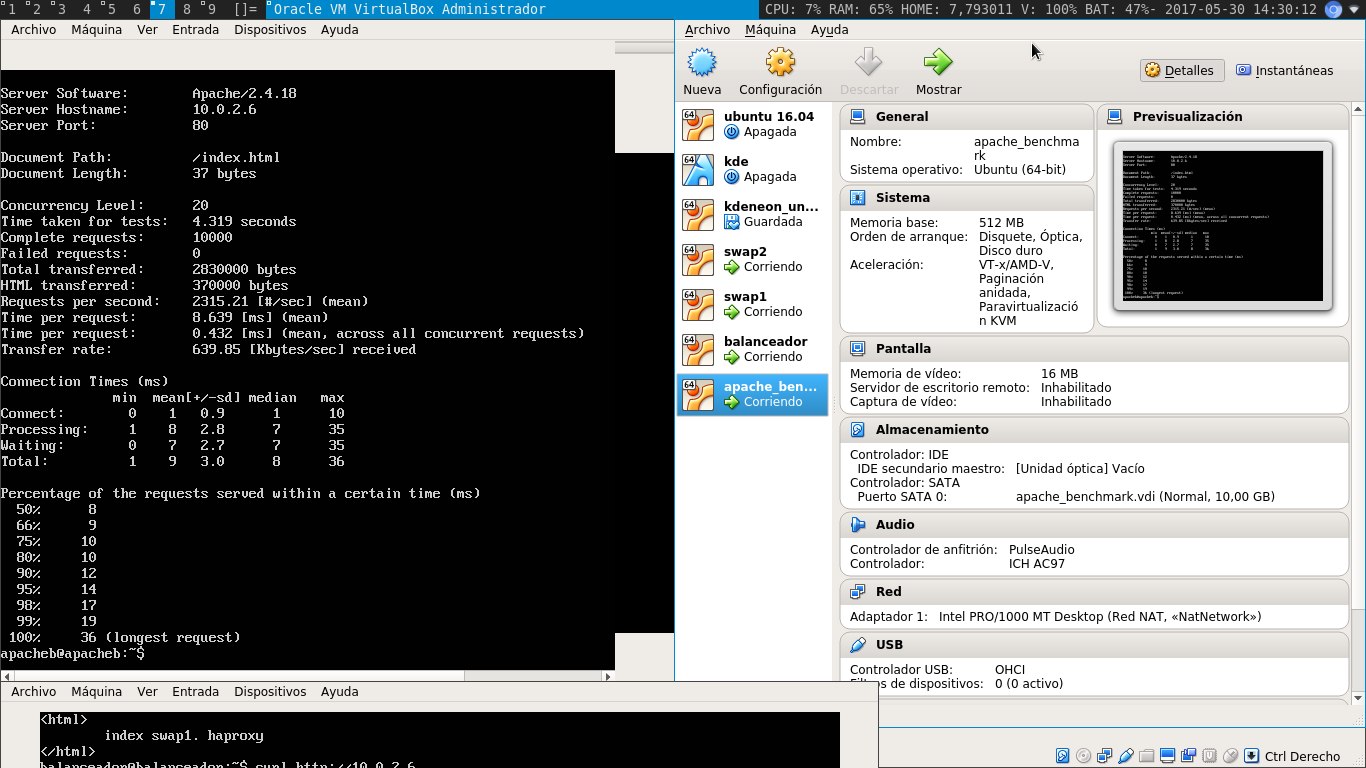 1 2 3 4 5 6 7 8 9 []= Oracle VM VirtualBox Administrador CPU: 7% RAM: 65% HOME: 7,793011 V: 100% BAT: 47%- 2017-05-30 14:30:12
Archivo Máquina Ver Entrada Dispositivos Ayuda
Server Software: Apache/2.4.18
Server Hostname: 10.0.2.6
Server Port: 80
Document Path: /index.html
Document Length: 37 bytes
Concurrency Level: 20
Time taken for tests: 4.319 seconds
Complete requests: 10000
Failed requests: 0
Total transferred: 2830000 bytes
HTML transferred: 370000 bytes
Requests per second: 2315.21 [#/sec] (mean)
Time per request: 8.639 [ms] (mean)
Time per request: 0.432 [ms] (mean, across all concurrent requests)
Transfer rate: 639.85 [Kbytes/sec] received
Connection Times (ms)
min mean[+/-sd] median max
Connect: 0 1 0.9 1 10
Processing: 1 8 2.8 7 35
Waiting: 0 7 2.7 7 35
Total: 1 9 3.0 8 36
Percentage of the requests served within a certain time (ms)
50% 8
66% 9
75% 10
80% 10
90% 12
95% 14
98% 17
99% 19
100% 36 (longest request)
apacheb@apacheb:~$
Archivo Máquina Ver Entrada Dispositivos Ayuda
<html>
index swap1. haproxy
</html>
balanceador@balanceador:~$ curl http://10.0.2.6
Archivo Máquina Ayuda
Nueva Configuración Descartar Mostrar
Detalles Instantáneas
64 ubuntu 16.04
Apagada
64 kde
Apagada
64 kdeneon_un...
Guardada
64 swap2
Corriendo
64 swap1
Corriendo
64 balanceador
Corriendo
64 apache_ben...
Corriendo
General
Nombre: apache_benchma
rk
Sistema operativo: Ubuntu (64-bit)
Previsualización
Sistema
Memoria base: 512 MB
Orden de arranque: Disquete, Óptica,
Disco duro
Aceleración: VT-x/AMD-V,
Paginación
anidada,
Paravirtualizació
n KVM
Pantalla
Memoria de vídeo: 16 MB
Servidor de escritorio remoto: Inhabilitado
Captura de vídeo: Inhabilitado
Almacenamiento
Controlador: IDE
IDE secundario maestro: [Unidad óptica] Vacío
Controlador: SATA
Puerto SATA 0: apache_benchmark.vdi (Normal, 10,00 GB)
Audio
Controlador de anfitrión: PulseAudio
Controlador: ICH AC97
Red
Adaptador 1: Intel PRO/1000 MT Desktop (Red NAT, «NatNetwork»)
USB
Controlador USB: OHCI
Filtros de dispositivos: 0 (0 activo)
Ctrl Derecho